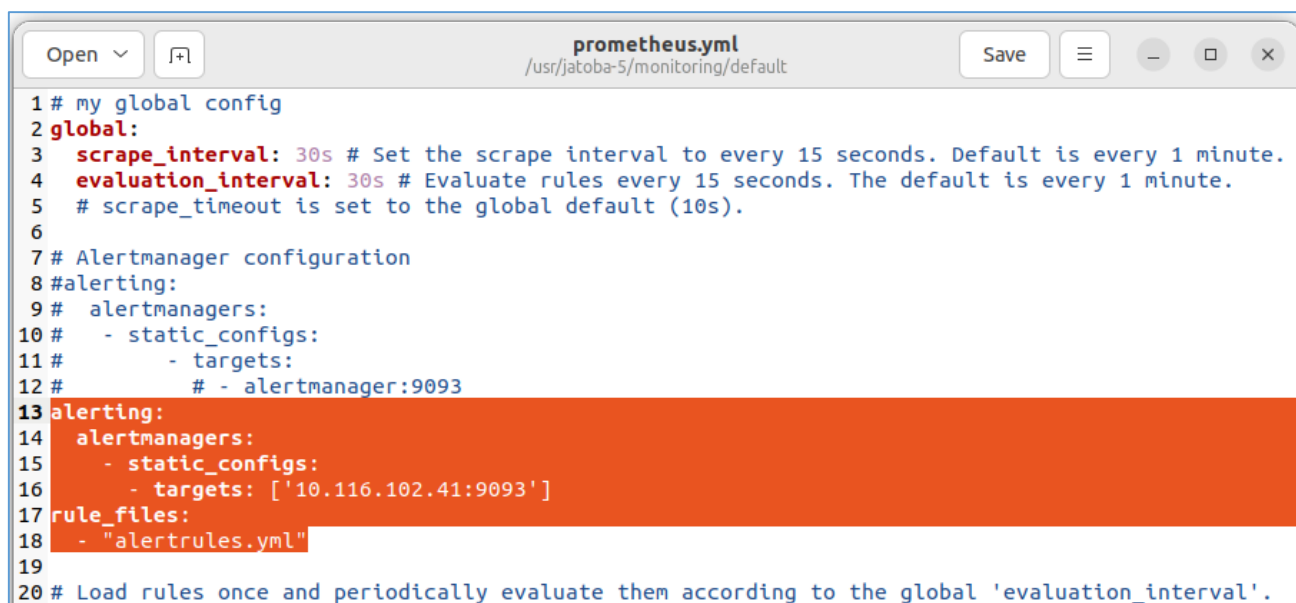 Open
prometheus.yml
/usr/jatoba-5/monitoring/default
Save
1 # my global config
2 global:
3   scrape_interval: 30s # Set the scrape interval to every 15 seconds. Default is every 1 minute.
4   evaluation_interval: 30s # Evaluate rules every 15 seconds. The default is every 1 minute.
5   # scrape_timeout is set to the global default (10s).
6
7 # Alertmanager configuration
8 #alerting:
9 #  alertmanagers:
10 #   - static_configs:
11 #        - targets:
12 #          # - alertmanager:9093
13 alerting:
14   alertmanagers:
15     - static_configs:
16       - targets: ['10.116.102.41:9093']
17 rule_files:
18   - "alertrules.yml"
19
20 # Load rules once and periodically evaluate them according to the global 'evaluation_interval'.